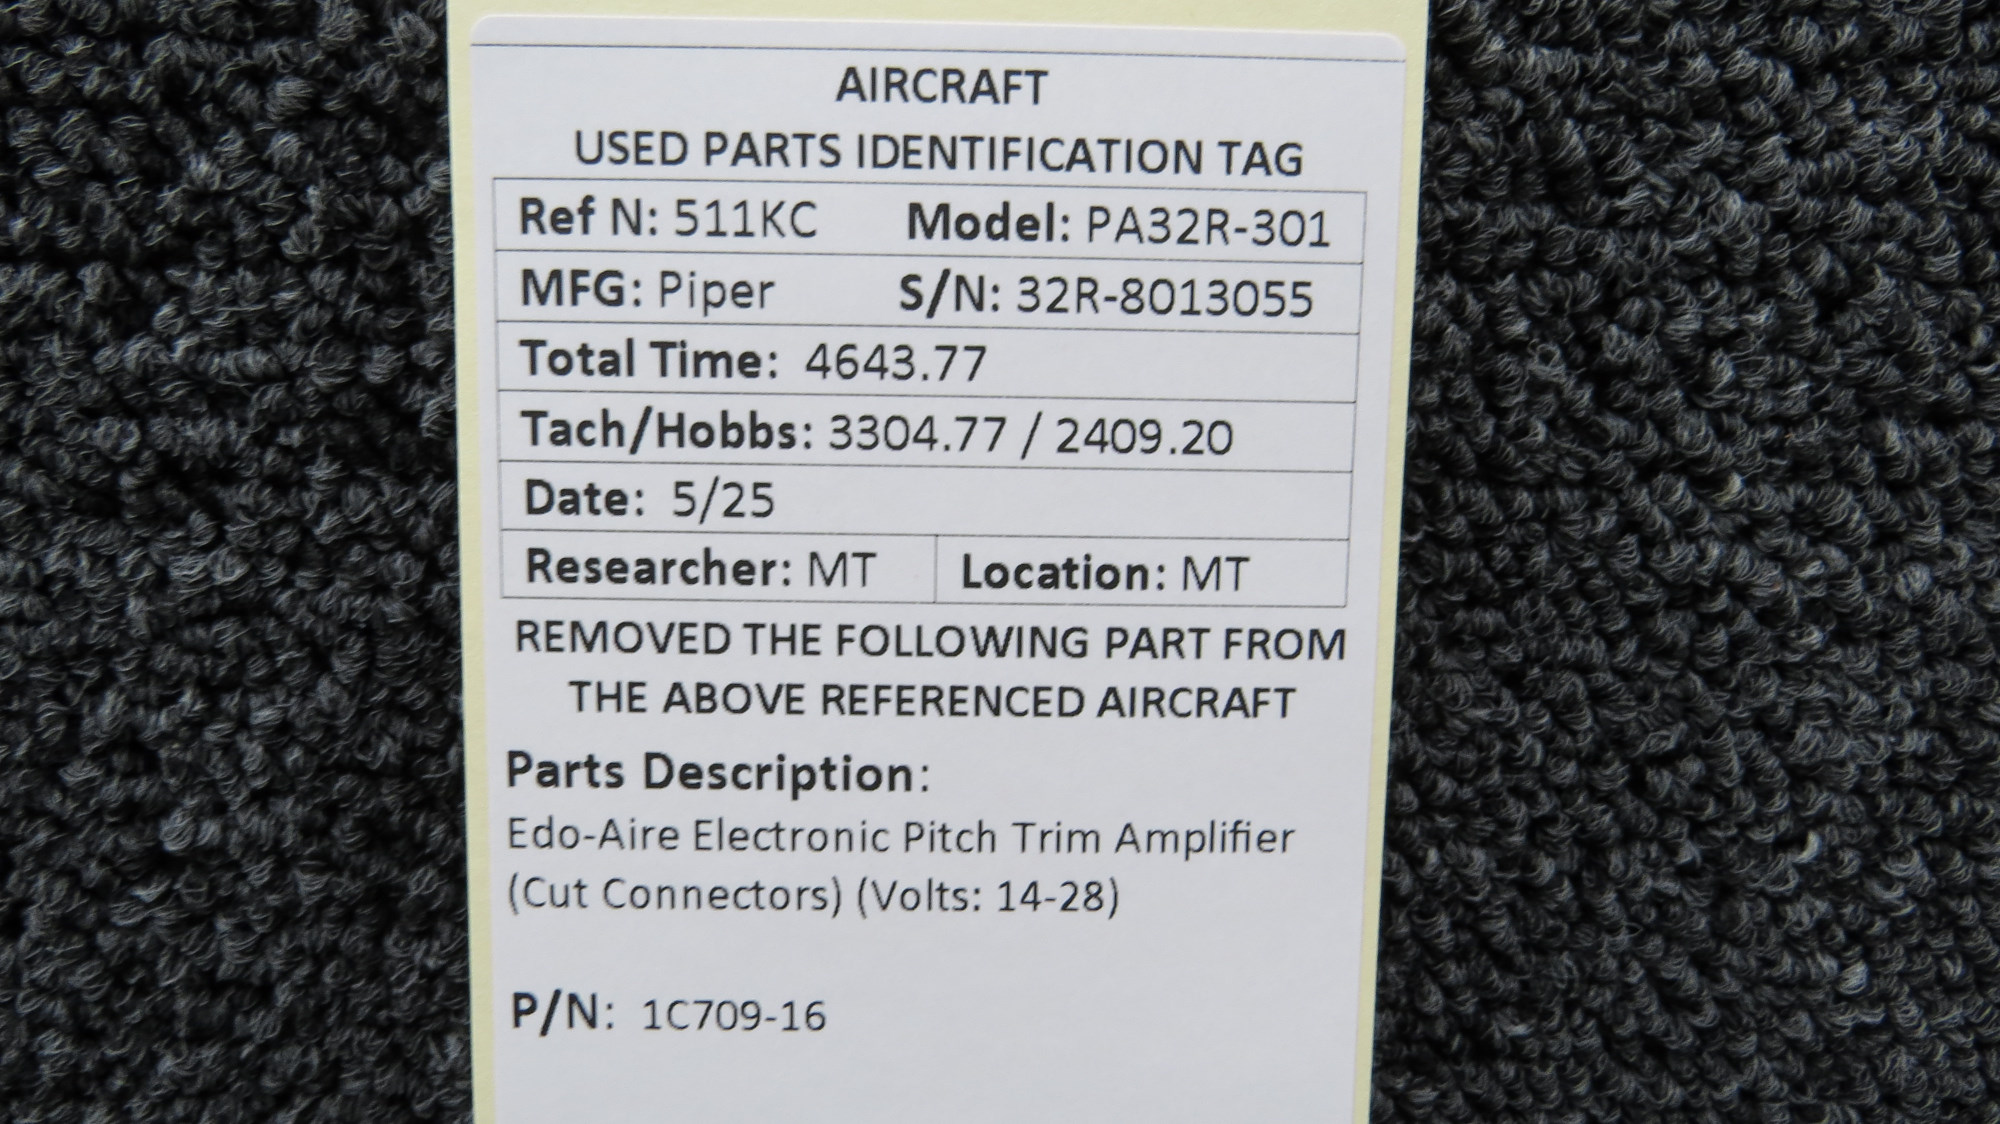 AIRCRAFT
USED PARTS IDENTIFICATION TAG
Ref N: 511KC Model: PA32R-301
MFG: Piper S/N: 32R-8013055
Total Time: 4643.77
Tach/Hobbs: 3304.77 / 2409.20
Date: 5/25
Researcher: MT Location: MT
REMOVED THE FOLLOWING PART FROM
THE ABOVE REFERENCED AIRCRAFT
Parts Description:
Edo-Aire Electronic Pitch Trim Amplifier
(Cut Connectors) (Volts: 14-28)
P/N: 1C709-16